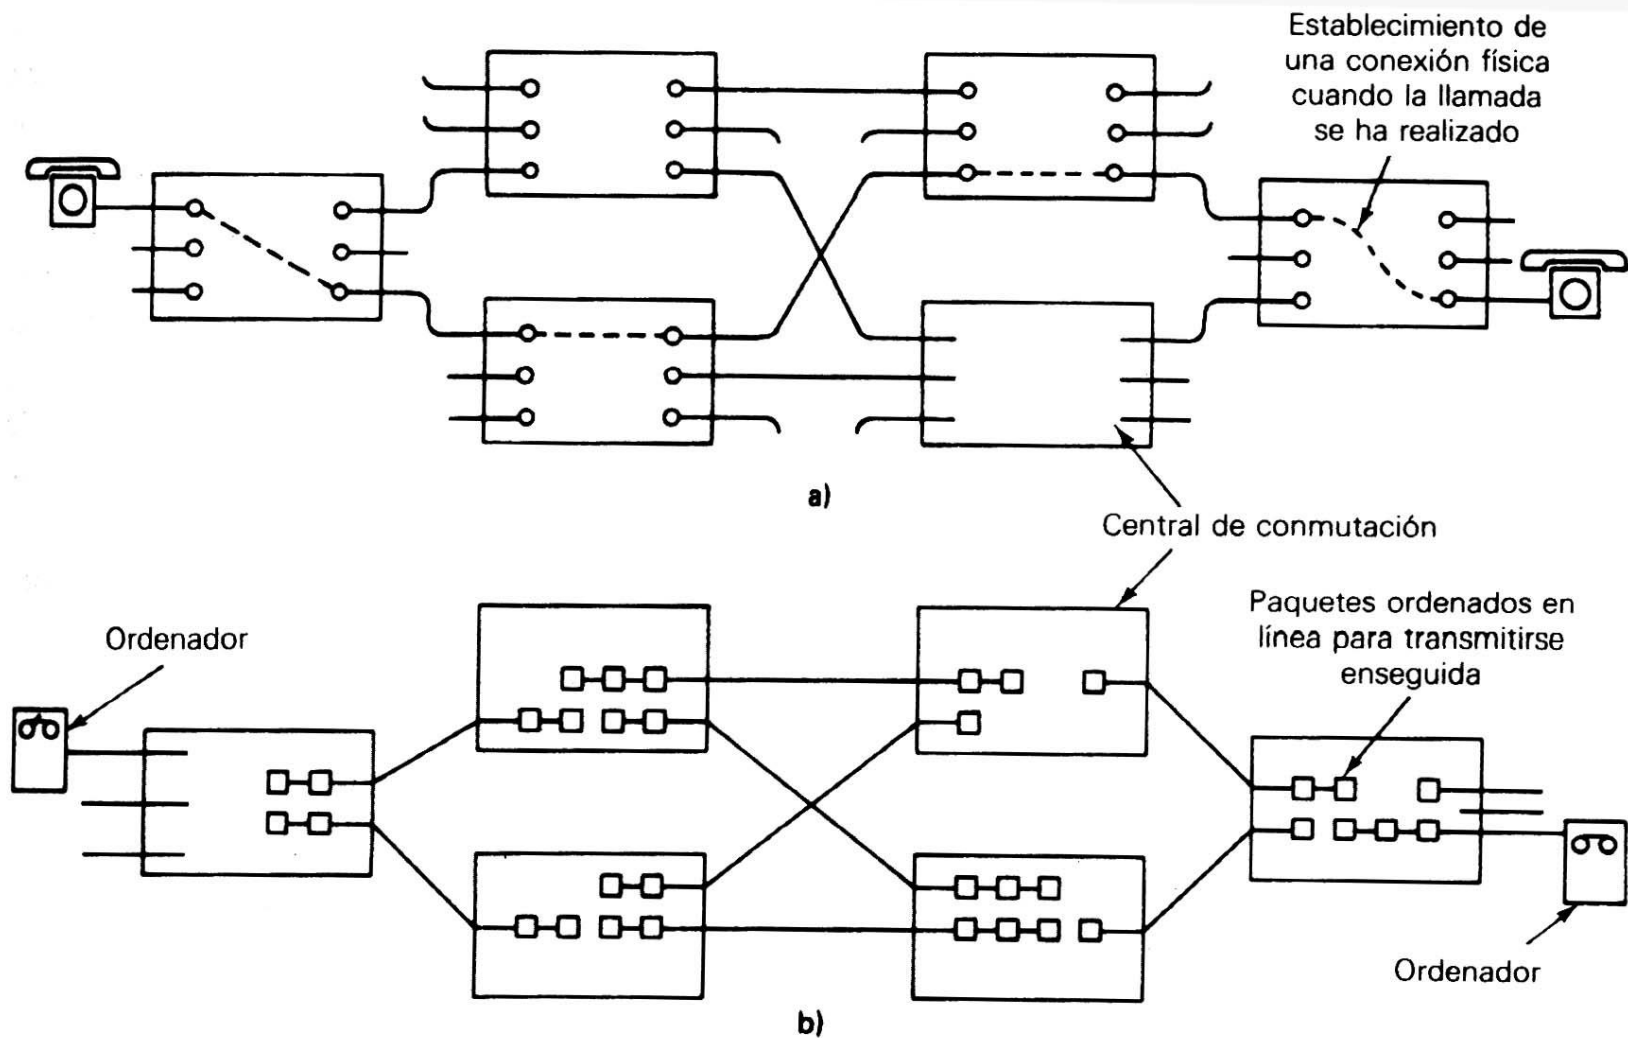 Establecimiento de
una conexión física
cuando la llamada
se ha realizado
a)
Central de conmutación
Ordenador
Paquetes ordenados en
línea para transmitirse
enseguida
Ordenador
b)